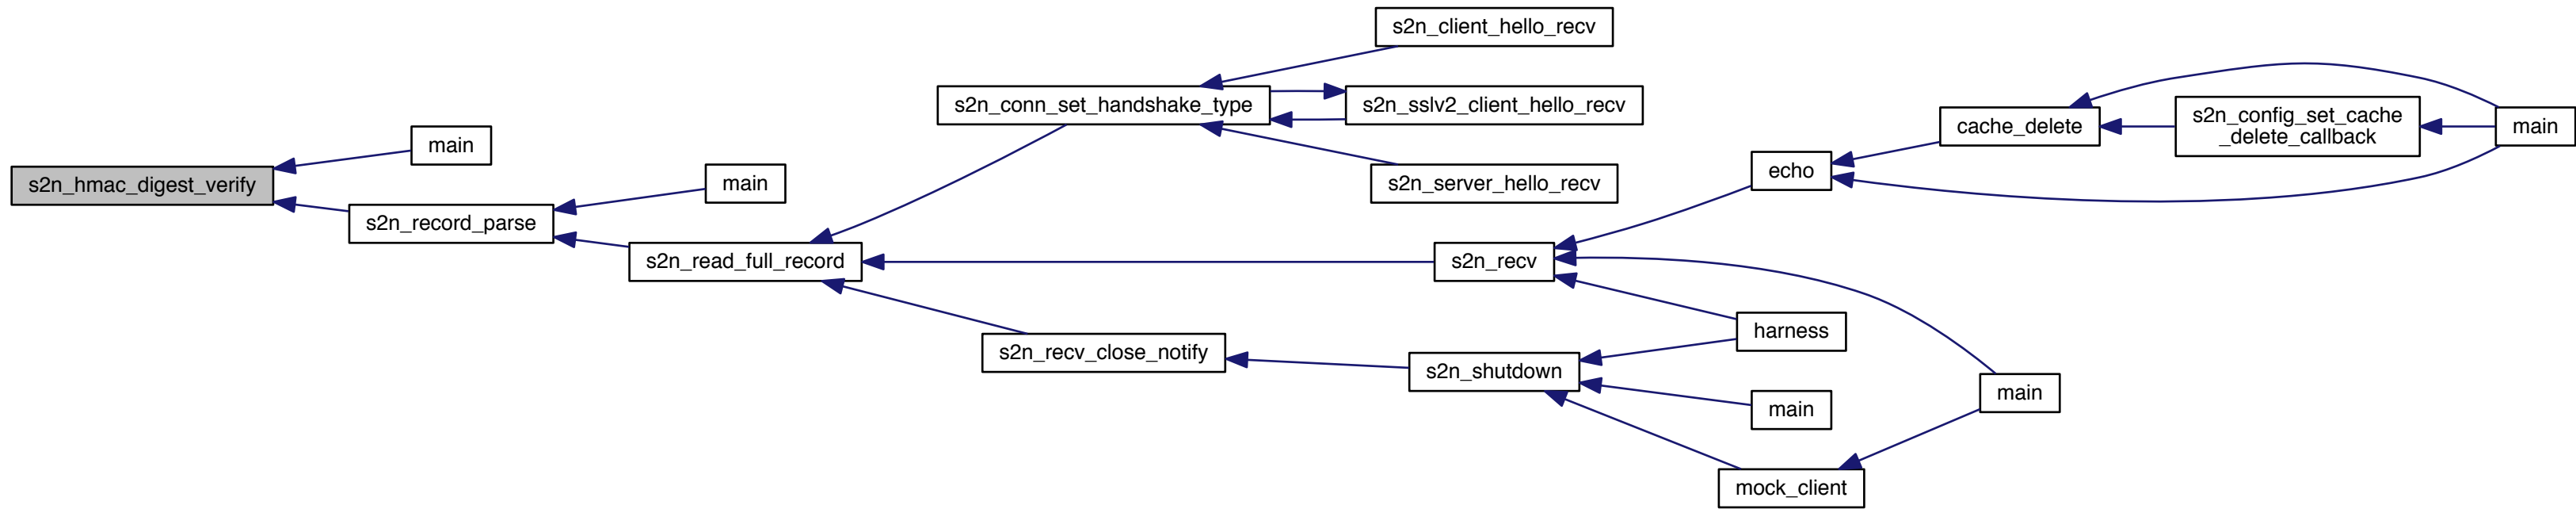 s2n_client_hello_recv
s2n_conn_set_handshake_type
s2n_sslv2_client_hello_recv
s2n_config_set_cache
_delete_callback
cache_delete
main
main
echo
s2n_hmac_digest_verify
main
s2n_server_hello_recv
s2n_record_parse
s2n_read_full_record
s2n_recv
harness
s2n_recv_close_notify
s2n_shutdown
main
main
mock_client